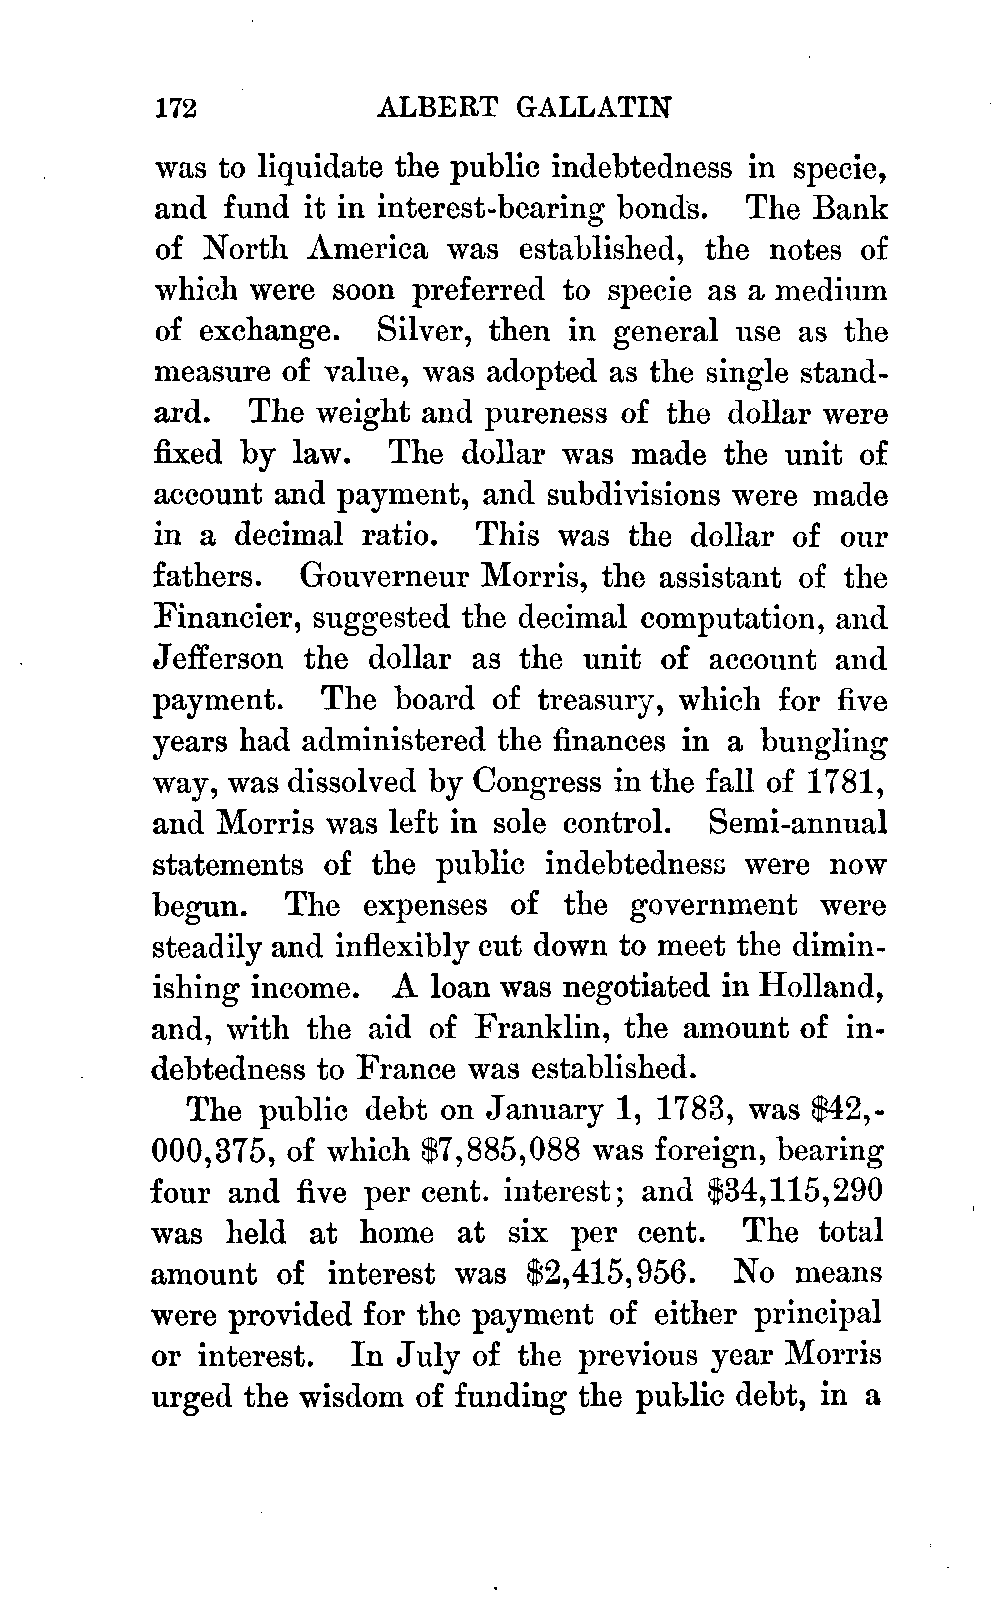 172 ALBERT GALLATIN
was to liquidate the public indebtedness in specie,
and fund it in interest-bearing bonds. The Bank
of North America was established, the notes of
which were soon preferred to specie as a medium
of exchange. Silver, then in general use as the
measure of value, was adopted as the single stand-
ard. The weight and pureness of the dollar were
fixed by law. The dollar was made the unit of
account and payment, and subdivisions were made
in a decimal ratio. This was the dollar of our
fathers. Gouverneur Morris, the assistant of the
Financier, suggested the decimal computation, and
Jefferson the dollar as the unit of account and
payment. The board of treasury, which for five
years had administered the finances in a bungling
way, was dissolved by Congress in the fall of 1781,
and Morris was left in sole control. Semi-annual
statements of the public indebtedness were now
begun. The expenses of the government were
steadily and inflexibly cut down to meet the dimin-
ishing income. A loan was negotiated in Holland,
and, with the aid of Franklin, the amount of in-
debtedness to France was established.
The public debt on January 1, 1783, was $42,-
000,375, of which $7,885,088 was foreign, bearing
four and five per cent. interest; and $34,115,290
was held at home at six per cent. The total
amount of interest was $2,415,956. No means
were provided for the payment of either principal
or interest. In July of the previous year Morris
urged the wisdom of funding the public debt, in a